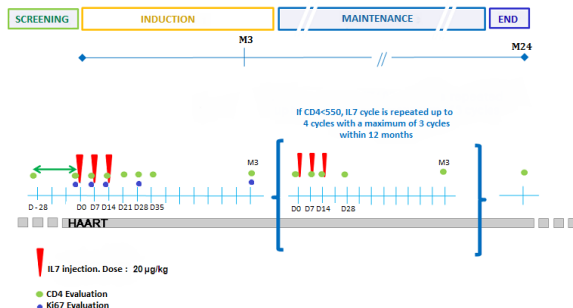 SCREENING INDUCTION MAINTENANCE END
M3
M24
If CD4<550, IL7 cycle is repeated up to
4 cycles with a maximum of 3 cycles
within 12 months
M3 M3
D-28 D0 D7 D14 D21 D28 D35 D0 D7 D14 D28
HAART
IL7 injection. Dose : 20 µg/kg
CD4 Evaluation
Ki67 Evaluation